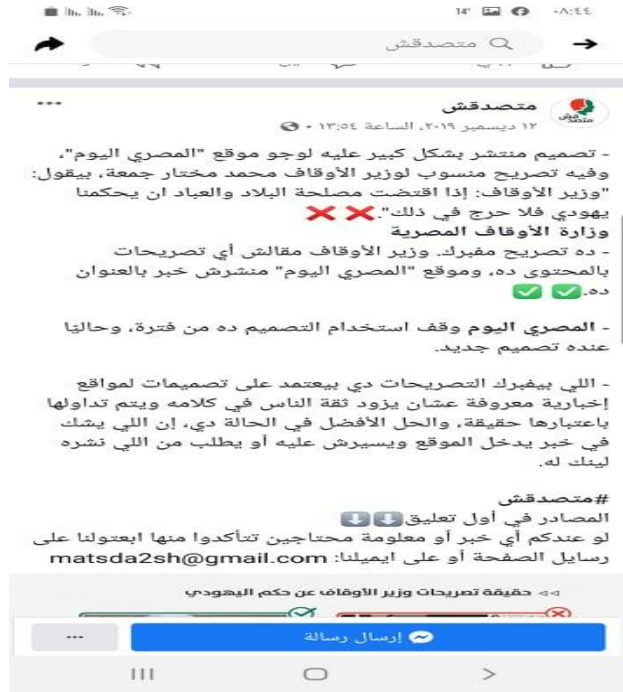 ٠٨:٤٤
14°
متصدقش
متصدقش
١٢ ديسمبر ٢٠١٩، الساعة ١٣:٥٤ •
- تصميم منتشر بشكل كبير عليه لوجو موقع "المصري اليوم"،
وفيه تصريح منسوب لوزير الأوقاف محمد مختار جمعة، بيقول:
"وزير الأوقاف: إذا اقتضت مصلحة البلاد والعباد ان يحكمنا
يهودي فلا حرج في ذلك".❌ ❌
وزارة الأوقاف المصرية
- ده تصريح مفبرك. وزير الأوقاف مقالش أي تصريحات
بالمحتوى ده، وموقع "المصري اليوم" منشرش خبر بالعنوان
ده.✅ ✅
- المصري اليوم وقف استخدام التصميم ده من فترة، وحاليًا
عنده تصميم جديد.
- اللي بيفبرك التصريحات دي بيعتمد على تصميمات لمواقع
إخبارية معروفة عشان يزود ثقة الناس في كلامه ويتم تداولها
باعتبارها حقيقة، والحل الأفضل في الحالة دي، إن اللي يشك
في خبر يدخل الموقع ويسيرش عليه أو يطلب من اللي نشره
لينك له.
#متصدقش
المصادر في أول تعليق⬇️⬇️
لو عندكم أي خبر أو معلومة محتاجين تتأكدوا منها ابعتولنا على
رسايل الصفحة أو على ايميلنا: matsda2sh@gmail.com
حقيقة تصريحات وزير الأوقاف عن حكم اليهودي
إرسال رسالة